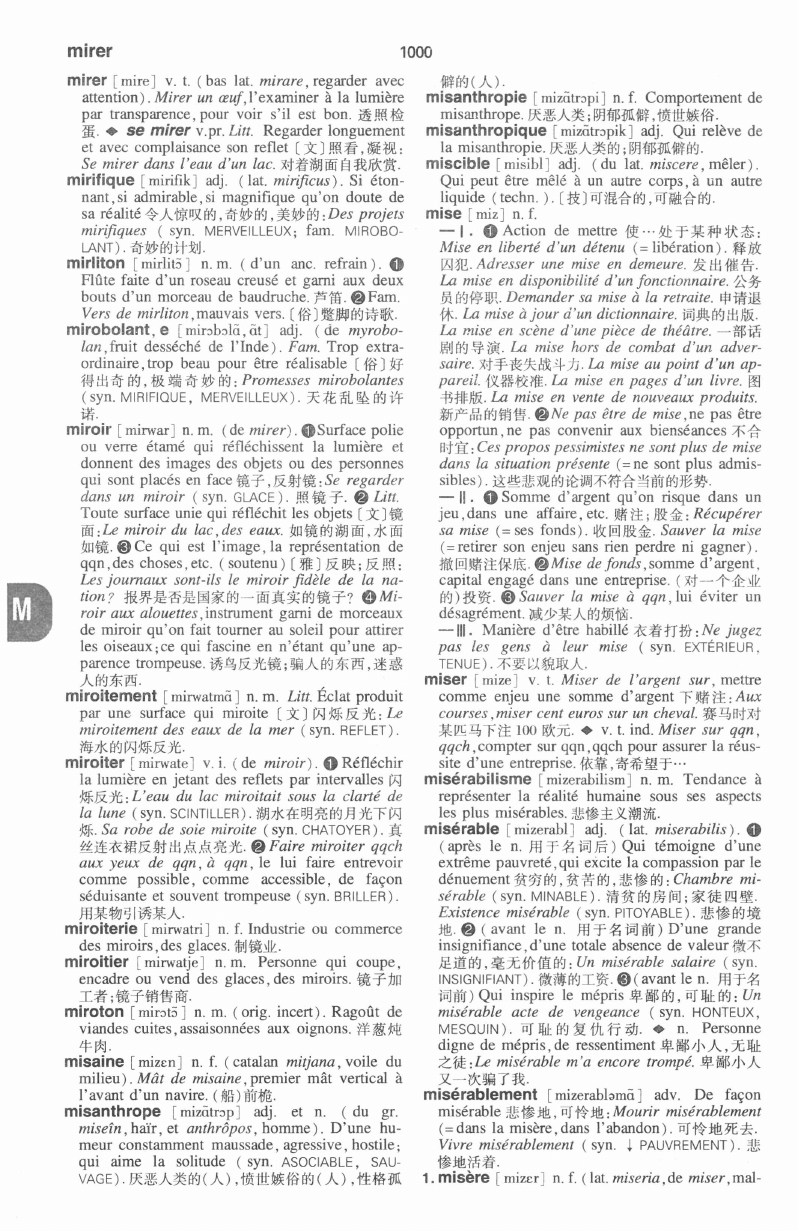 mirer
1000
mirer [mire] v. t. (bas lat. mirare, regarder avec
attention). Mirer un œuf, l'examiner à la lumière
par transparence, pour voir s'il est bon. 透照检
蛋. ◆ se mirer v.pr. Litt. Regarder longuement
et avec complaisance son reflet [文]照看,凝视:
Se mirer dans l'eau d'un lac. 对着湖面自我欣赏.
mirifique [mirifik] adj. (lat. mirificus). Si éton-
nant, si admirable, si magnifique qu'on doute de
sa réalité 令人惊叹的,奇妙的,美妙的: Des projets
mirifiques (syn. MERVEILLEUX; fam. MIROBO-
LANT). 奇妙的计划.
mirliton [mirlitɔ̃] n. m. (d'un anc. refrain). ❶
Flûte faite d'un roseau creusé et garni aux deux
bouts d'un morceau de baudruche. 芦笛. ❷ Fam.
Vers de mirliton, mauvais vers. [俗]蹩脚的诗歌.
mirobolant, e [mirɔbɔlɑ̃, ɑ̃t] adj. (de myrobo-
lan, fruit desséché de l'Inde). Fam. Trop extra-
ordinaire, trop beau pour être réalisable [俗]好
得出奇的,极端奇妙的: Promesses mirobolantes
(syn. MIRIFIQUE, MERVEILLEUX). 天花乱坠的许
诺.
miroir [mirwar] n. m. (de mirer). ❶ Surface polie
ou verre étamé qui réfléchissent la lumière et
donnent des images des objets ou des personnes
qui sont placés en face 镜子,反射镜: Se regarder
dans un miroir (syn. GLACE). 照镜子. ❷ Litt.
Toute surface unie qui réfléchit les objets [文]镜
面: Le miroir du lac, des eaux. 如镜的湖面,水面
如镜. ❸ Ce qui est l'image, la représentation de
qqn, des choses, etc. (soutenu) [雅]反映;反照:
Les journaux sont-ils le miroir fidèle de la na-
tion? 报界是否是国家的一面真实的镜子? ❹ Mi-
roir aux alouettes, instrument garni de morceaux
de miroir qu'on fait tourner au soleil pour attirer
les oiseaux; ce qui fascine en n'étant qu'une ap-
parence trompeuse. 诱鸟反光镜;骗人的东西,迷惑
人的东西.
miroitement [mirwatmɑ̃] n. m. Litt. Éclat produit
par une surface qui miroite [文]闪烁反光: Le
miroitement des eaux de la mer (syn. REFLET).
海水的闪烁反光.
miroiter [mirwate] v. i. (de miroir). ❶ Réfléchir
la lumière en jetant des reflets par intervalles 闪
烁反光: L'eau du lac miroitait sous la clarté de
la lune (syn. SCINTILLER). 湖水在明亮的月光下闪
烁. Sa robe de soie miroite (syn. CHATOYER). 真
丝连衣裙反射出点点亮光. ❷ Faire miroiter qqch
aux yeux de qqn, à qqn, le lui faire entrevoir
comme possible, comme accessible, de façon
séduisante et souvent trompeuse (syn. BRILLER).
用某物引诱某人.
miroiterie [mirwatri] n. f. Industrie ou commerce
des miroirs, des glaces. 制镜业.
miroitier [mirwatje] n. m. Personne qui coupe,
encadre ou vend des glaces, des miroirs. 镜子加
工者;镜子销售商.
miroton [mirɔtɔ̃] n. m. (orig. incert). Ragoût de
viandes cuites, assaisonnées aux oignons. 洋葱炖
牛肉.
misaine [mizɛn] n. f. (catalan mitjana, voile du
milieu). Mât de misaine, premier mât vertical à
l'avant d'un navire. (船)前桅.
misanthrope [mizɑ̃trɔp] adj. et n. (du gr.
miseîn, haïr, et anthrôpos, homme). D'une hu-
meur constamment maussade, agressive, hostile;
qui aime la solitude (syn. ASOCIABLE, SAU-
VAGE). 厌恶人类的(人),愤世嫉俗的(人),性格孤
僻的(人).
misanthropie [mizɑ̃trɔpi] n. f. Comportement de
misanthrope. 厌恶人类;阴郁孤僻,愤世嫉俗.
misanthropique [mizɑ̃trɔpik] adj. Qui relève de
la misanthropie. 厌恶人类的;阴郁孤僻的.
miscible [misibl] adj. (du lat. miscere, mêler).
Qui peut être mêlé à un autre corps, à un autre
liquide (techn.). [技]可混合的,可融合的.
mise [miz] n. f.
— I. ❶ Action de mettre 使…处于某种状态:
Mise en liberté d'un détenu (= libération). 释放
囚犯. Adresser une mise en demeure. 发出催告.
La mise en disponibilité d'un fonctionnaire. 公务
员的停职. Demander sa mise à la retraite. 申请退
休. La mise à jour d'un dictionnaire. 词典的出版.
La mise en scène d'une pièce de théâtre. 一部话
剧的导演. La mise hors de combat d'un adver-
saire. 对手丧失战斗力. La mise au point d'un ap-
pareil. 仪器校准. La mise en pages d'un livre. 图
书排版. La mise en vente de nouveaux produits.
新产品的销售. ❷ Ne pas être de mise, ne pas être
opportun, ne pas convenir aux bienséances 不合
时宜: Ces propos pessimistes ne sont plus de mise
dans la situation présente (= ne sont plus admis-
sibles). 这些悲观的论调不符合当前的形势.
— II. ❶ Somme d'argent qu'on risque dans un
jeu, dans une affaire, etc. 赌注;股金: Récupérer
sa mise (= ses fonds). 收回股金. Sauver la mise
(= retirer son enjeu sans rien perdre ni gagner).
撤回赌注保底. ❷ Mise de fonds, somme d'argent,
capital engagé dans une entreprise. (对一个企业
的)投资. ❸ Sauver la mise à qqn, lui éviter un
désagrément. 减少某人的烦恼.
— III. Manière d'être habillé 衣着打扮: Ne jugez
pas les gens à leur mise (syn. EXTÉRIEUR,
TENUE). 不要以貌取人.
miser [mize] v. t. Miser de l'argent sur, mettre
comme enjeu une somme d'argent 下赌注: Aux
courses, miser cent euros sur un cheval. 赛马时对
某匹马下注 100 欧元. ◆ v. t. ind. Miser sur qqn,
qqch, compter sur qqn, qqch pour assurer la réus-
site d'une entreprise. 依靠,寄希望于…
misérabilisme [mizerabilism] n. m. Tendance à
représenter la réalité humaine sous ses aspects
les plus misérables. 悲惨主义潮流.
misérable [mizerabl] adj. (lat. miserabilis). ❶
(après le n. 用于名词后) Qui témoigne d'une
extrême pauvreté, qui excite la compassion par le
dénuement 贫穷的,贫苦的,悲惨的: Chambre mi-
sérable (syn. MINABLE). 清贫的房间;家徒四壁.
Existence misérable (syn. PITOYABLE). 悲惨的境
地. ❷ (avant le n. 用于名词前) D'une grande
insignifiance, d'une totale absence de valeur 微不
足道的,毫无价值的: Un misérable salaire (syn.
INSIGNIFIANT). 微薄的工资. ❸ (avant le n. 用于名
词前) Qui inspire le mépris 卑鄙的,可耻的: Un
misérable acte de vengeance (syn. HONTEUX,
MESQUIN). 可耻的复仇行动. ◆ n. Personne
digne de mépris, de ressentiment 卑鄙小人,无耻
之徒: Le misérable m'a encore trompé. 卑鄙小人
又一次骗了我.
misérablement [mizerabləmɑ̃] adv. De façon
misérable 悲惨地,可怜地: Mourir misérablement
(= dans la misère, dans l'abandon). 可怜地死去.
Vivre misérablement (syn. ↓ PAUVREMENT). 悲
惨地活着.
1. misère [mizɛr] n. f. (lat. miseria, de miser, mal-
M